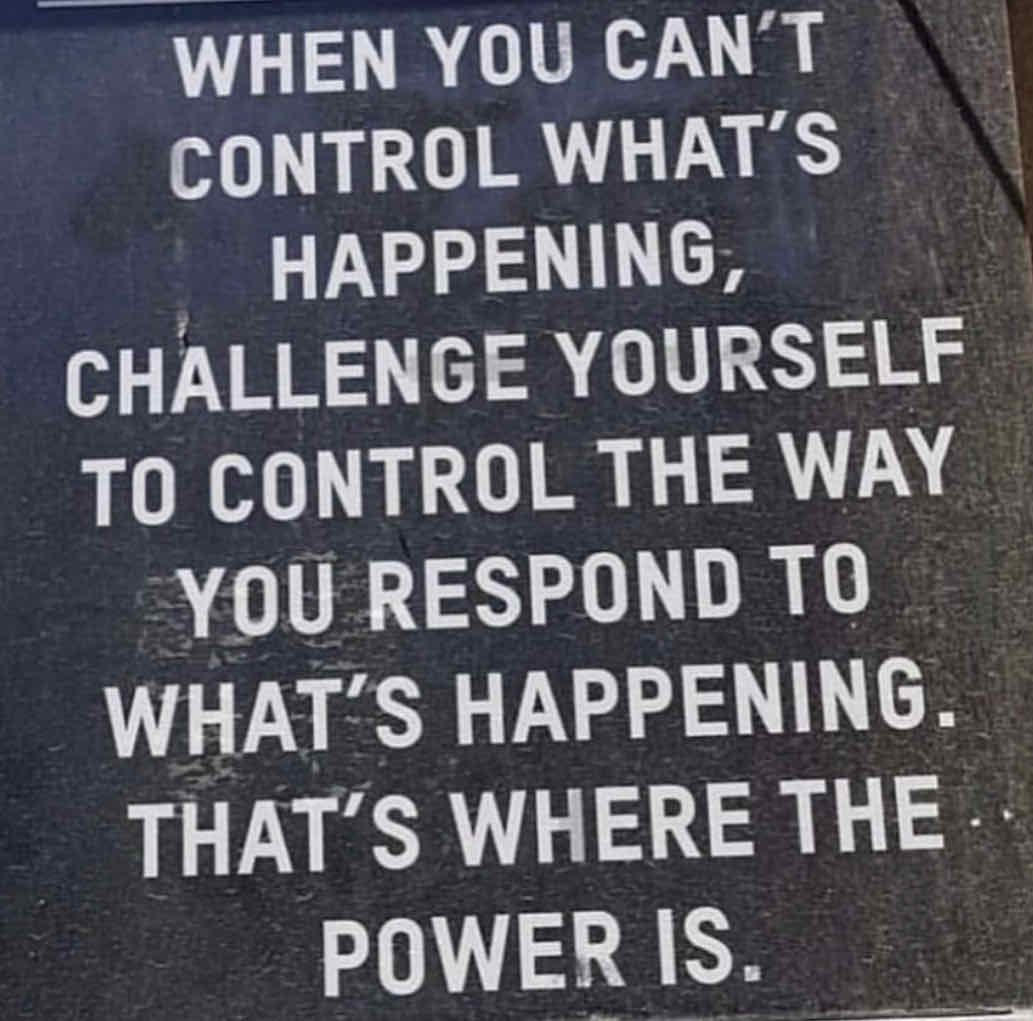 WHEN YOU CAN'T
CONTROL WHAT'S
HAPPENING,
CHALLENGE YOURSELF
TO CONTROL THE WAY
YOU RESPOND TO
WHAT'S HAPPENING.
THAT'S WHERE THE
POWER IS.